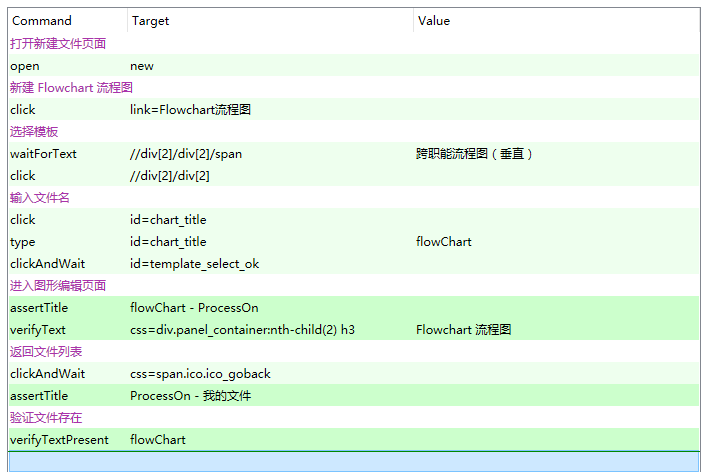 Command Target Value
打开新建文件页面
open new
新建 Flowchart 流程图
click link=Flowchart流程图
选择模板
waitForText //div[2]/div[2]/span 跨职能流程图（垂直）
click //div[2]/div[2]
输入文件名
click id=chart_title
type id=chart_title flowChart
clickAndWait id=template_select_ok
进入图形编辑页面
assertTitle flowChart - ProcessOn
verifyText css=div.panel_container:nth-child(2) h3 Flowchart 流程图
返回文件列表
clickAndWait css=span.ico.ico_goback
assertTitle ProcessOn - 我的文件
验证文件存在
verifyTextPresent flowChart